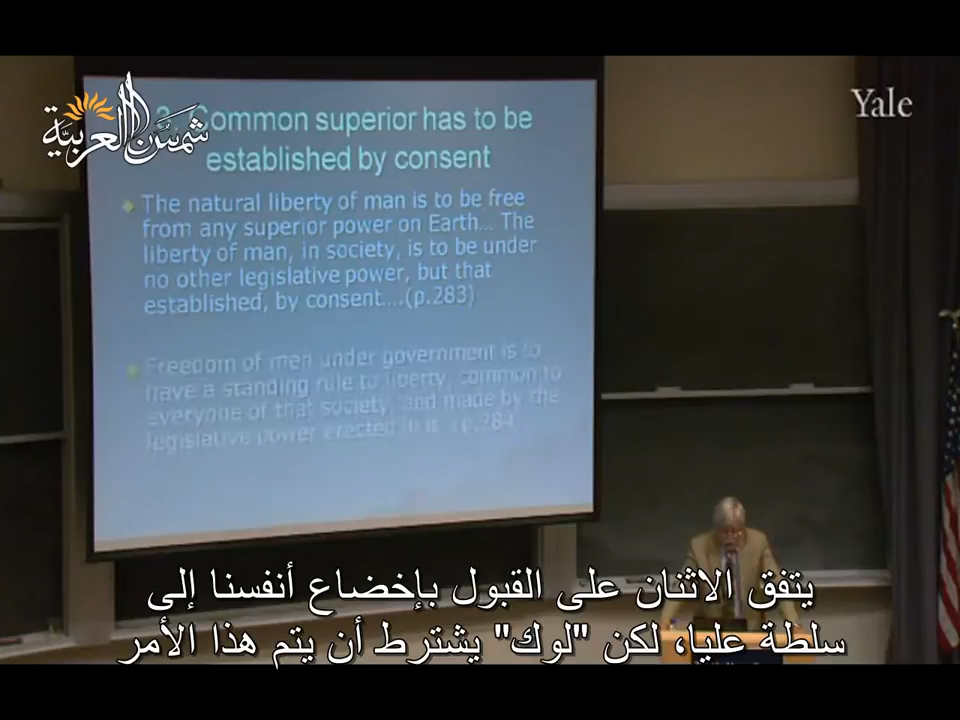 شمس العربية
Yale
2. Common superior has to be
established by consent
The natural liberty of man is to be free
from any superior power on Earth... The
liberty of man, in society, is to be under
no other legislative power, but that
established, by consent....(p.283)
Freedom of men under government is to
have a standing rule to liberty, common to
everyone of that society, and made by the
legislative power erected in it. (p.284
يتفق الاثنان على القبول بإخضاع أنفسنا إلى
سلطة عليا، لكن "لوك" يشترط أن يتم هذا الأمر